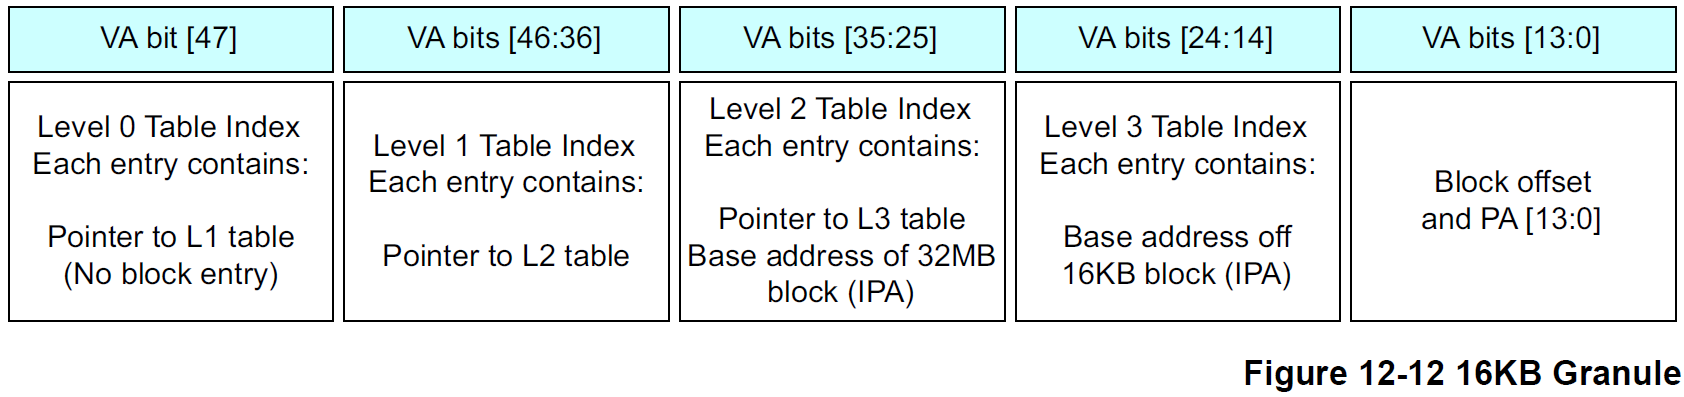 VA bit [47]
VA bits [46:36]
VA bits [35:25]
VA bits [24:14]
VA bits [13:0]
Level 0 Table Index
Each entry contains:
Pointer to L1 table
(No block entry)
Level 1 Table Index
Each entry contains:
Pointer to L2 table
Level 2 Table Index
Each entry contains:
Pointer to L3 table
Base address of 32MB
block (IPA)
Level 3 Table Index
Each entry contains:
Base address off
16KB block (IPA)
Block offset
and PA [13:0]
Figure 12-12 16KB Granule